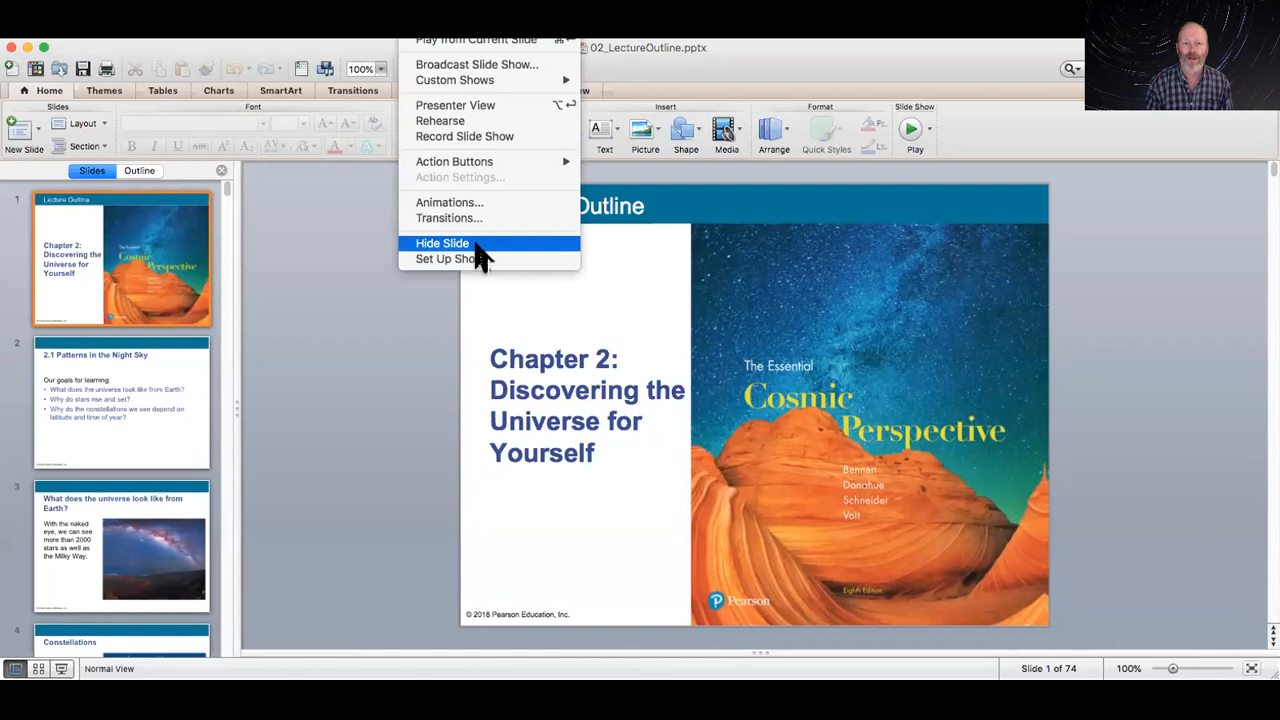 Play from Current Slide ⌘↩
Broadcast Slide Show...
Custom Shows
Presenter View ⌥↩
Rehearse
Record Slide Show
Action Buttons
Action Settings...
Animations...
Transitions...
Hide Slide
Set Up Sho
02_LectureOutline.pptx
100%
Home
Themes
Tables
Charts
SmartArt
Transitions
Slides
Font
Insert
Format
Slide Show
New Slide
Layout
Section
B I U ABC
Text
Picture
Shape
Media
Arrange
Quick Styles
Play
Slides
Outline
1
Lecture Outline
Chapter 2:
Discovering the
Universe for
Yourself
The Essential
Cosmic
Perspective
2
2.1 Patterns in the Night Sky
Our goals for learning:
• What does the universe look like from Earth?
• Why do stars rise and set?
• Why do the constellations we see depend on
latitude and time of year?
3
What does the universe look like from
Earth?
With the naked
eye, we can see
more than 2000
stars as well as
the Milky Way.
4
Constellations
Outline
Chapter 2:
Discovering the
Universe for
Yourself
© 2018 Pearson Education, Inc.
The Essential
Cosmic
Perspective
Bennett
Donahue
Schneider
Voit
Eighth Edition
Pearson
Normal View
Slide 1 of 74
100%